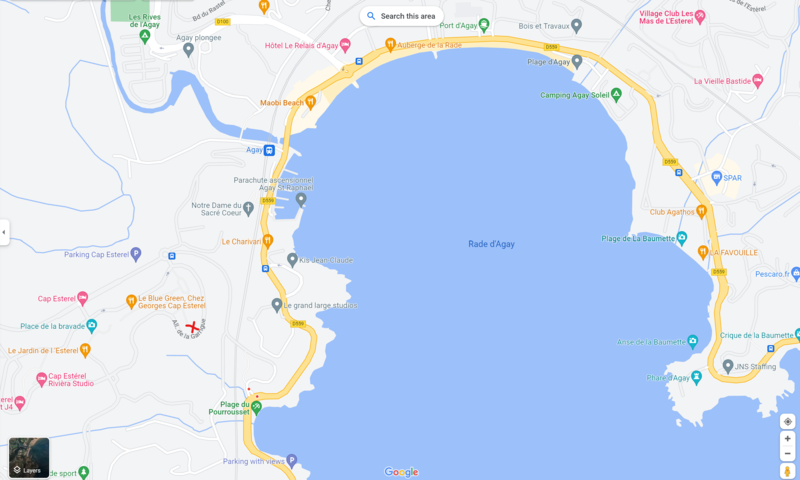 Les Rives
de l'Agay
Bd du Rastel
D100
Search this area
Port d'Agay
Bois et Travaux
Village Club Les
Mas de L'Esterel
Agay plongee
Hôtel Le Relais d'Agay
Auberge de la Rade
D559
Plage d'Agay
La Vieille Bastide
Maobi Beach
Camping Agay Soleil
Agay
D559
SPAR
Parachute ascensionnel
Agay St Raphael
D559
Notre Dame du
Sacré Coeur
Club Agathos
Le Charivari
Rade d'Agay
Plage de La Baumette
Parking Cap Esterel
LA FAVOUILLE
Kis Jean-Claude
D559
Pescaro.fr
Cap Esterel
Le Blue Green, Chez
Georges Cap Esterel
Le grand large studios
Place de la bravade
All. de la Garrigue
D559
Crique de la Baumette
Anse de la Baumette
Le Jardin de l'Esterel
JNS Staffing
Cap Estérel
Riviera Studio
Phare d'Agay
J4
Plage du
Pourrousset
Parking with views
Layers
de sport
Google